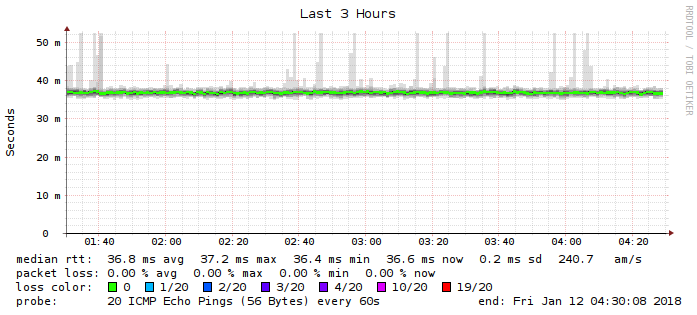 Last 3 Hours
RRDTOOL / TOBI OETIKER
Seconds
50 m
40 m
30 m
20 m
10 m
0
01:40 02:00 02:20 02:40 03:00 03:20 03:40 04:00 04:20
median rtt: 36.8 ms avg 37.2 ms max 36.4 ms min 36.6 ms now 0.2 ms sd 240.7 am/s
packet loss: 0.00 % avg 0.00 % max 0.00 % min 0.00 % now
loss color: 0 1/20 2/20 3/20 4/20 10/20 19/20
probe: 20 ICMP Echo Pings (56 Bytes) every 60s end: Fri Jan 12 04:30:08 2018